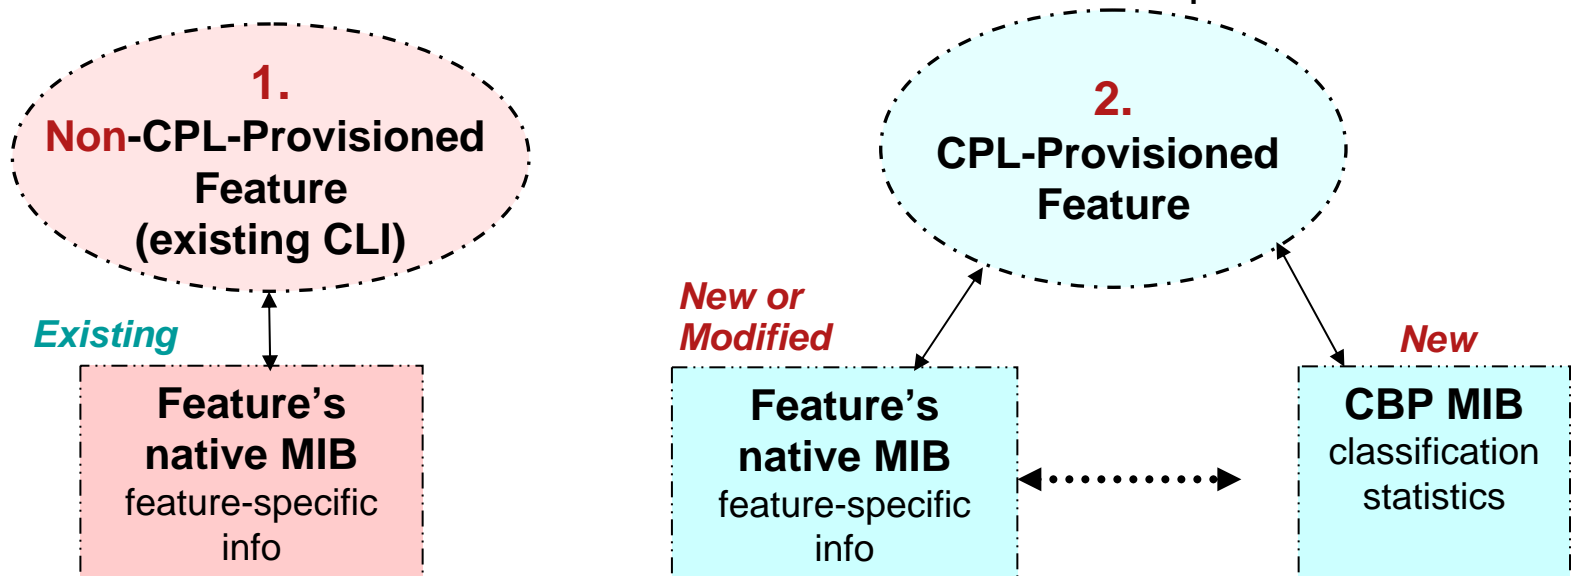 1.
Non-CPL-Provisioned
Feature
(existing CLI)
Existing
Feature’s
native MIB
feature-specific
info
2.
CPL-Provisioned
Feature
New or
Modified
Feature’s
native MIB
feature-specific
info
New
CBP MIB
classification
statistics